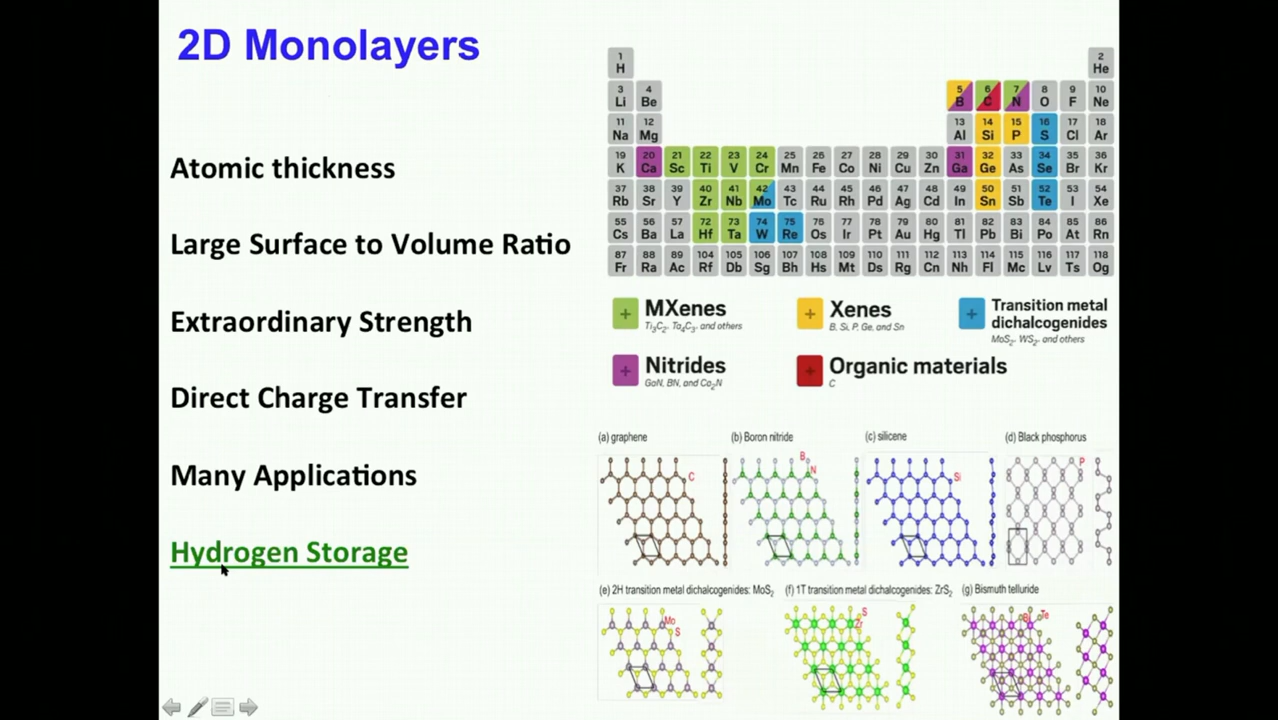 2D Monolayers
Atomic thickness
Large Surface to Volume Ratio
Extraordinary Strength
Direct Charge Transfer
Many Applications
Hydrogen Storage
1 2
H He
3 4 5 6 7 8 9 10
Li Be B C N O F Ne
11 12 13 14 15 16 17 18
Na Mg Al Si P S Cl Ar
19 20 21 22 23 24 25 26 27 28 29 30 31 32 33 34 35 36
K Ca Sc Ti V Cr Mn Fe Co Ni Cu Zn Ga Ge As Se Br Kr
37 38 39 40 41 42 43 44 45 46 47 48 49 50 51 52 53 54
Rb Sr Y Zr Nb Mo Tc Ru Rh Pd Ag Cd In Sn Sb Te I Xe
55 56 57 72 73 74 75 76 77 78 79 80 81 82 83 84 85 86
Cs Ba La Hf Ta W Re Os Ir Pt Au Hg Tl Pb Bi Po At Rn
87 88 89 104 105 106 107 108 109 110 111 112 113 114 115 116 117 118
Fr Ra Ac Rf Db Sg Bh Hs Mt Ds Rg Cn Nh Fl Mc Lv Ts Og
+ MXenes
Ti₃C₂, Ta₄C₃, and others
+ Xenes
B, Si, P, Ge, and Sn
+ Transition metal
dichalcogenides
MoS₂, WS₂, and others
+ Nitrides
GaN, BN, and Ca₂N
+ Organic materials
C
(a) graphene (b) Boron nitride (c) silicene (d) Black phosphorus
C B N Si P
(e) 2H transition metal dichalcogenides: MoS₂ (f) 1T transition metal dichalcogenides: ZrS₂ (g) Bismuth telluride
Mo S S Zr Bi Te